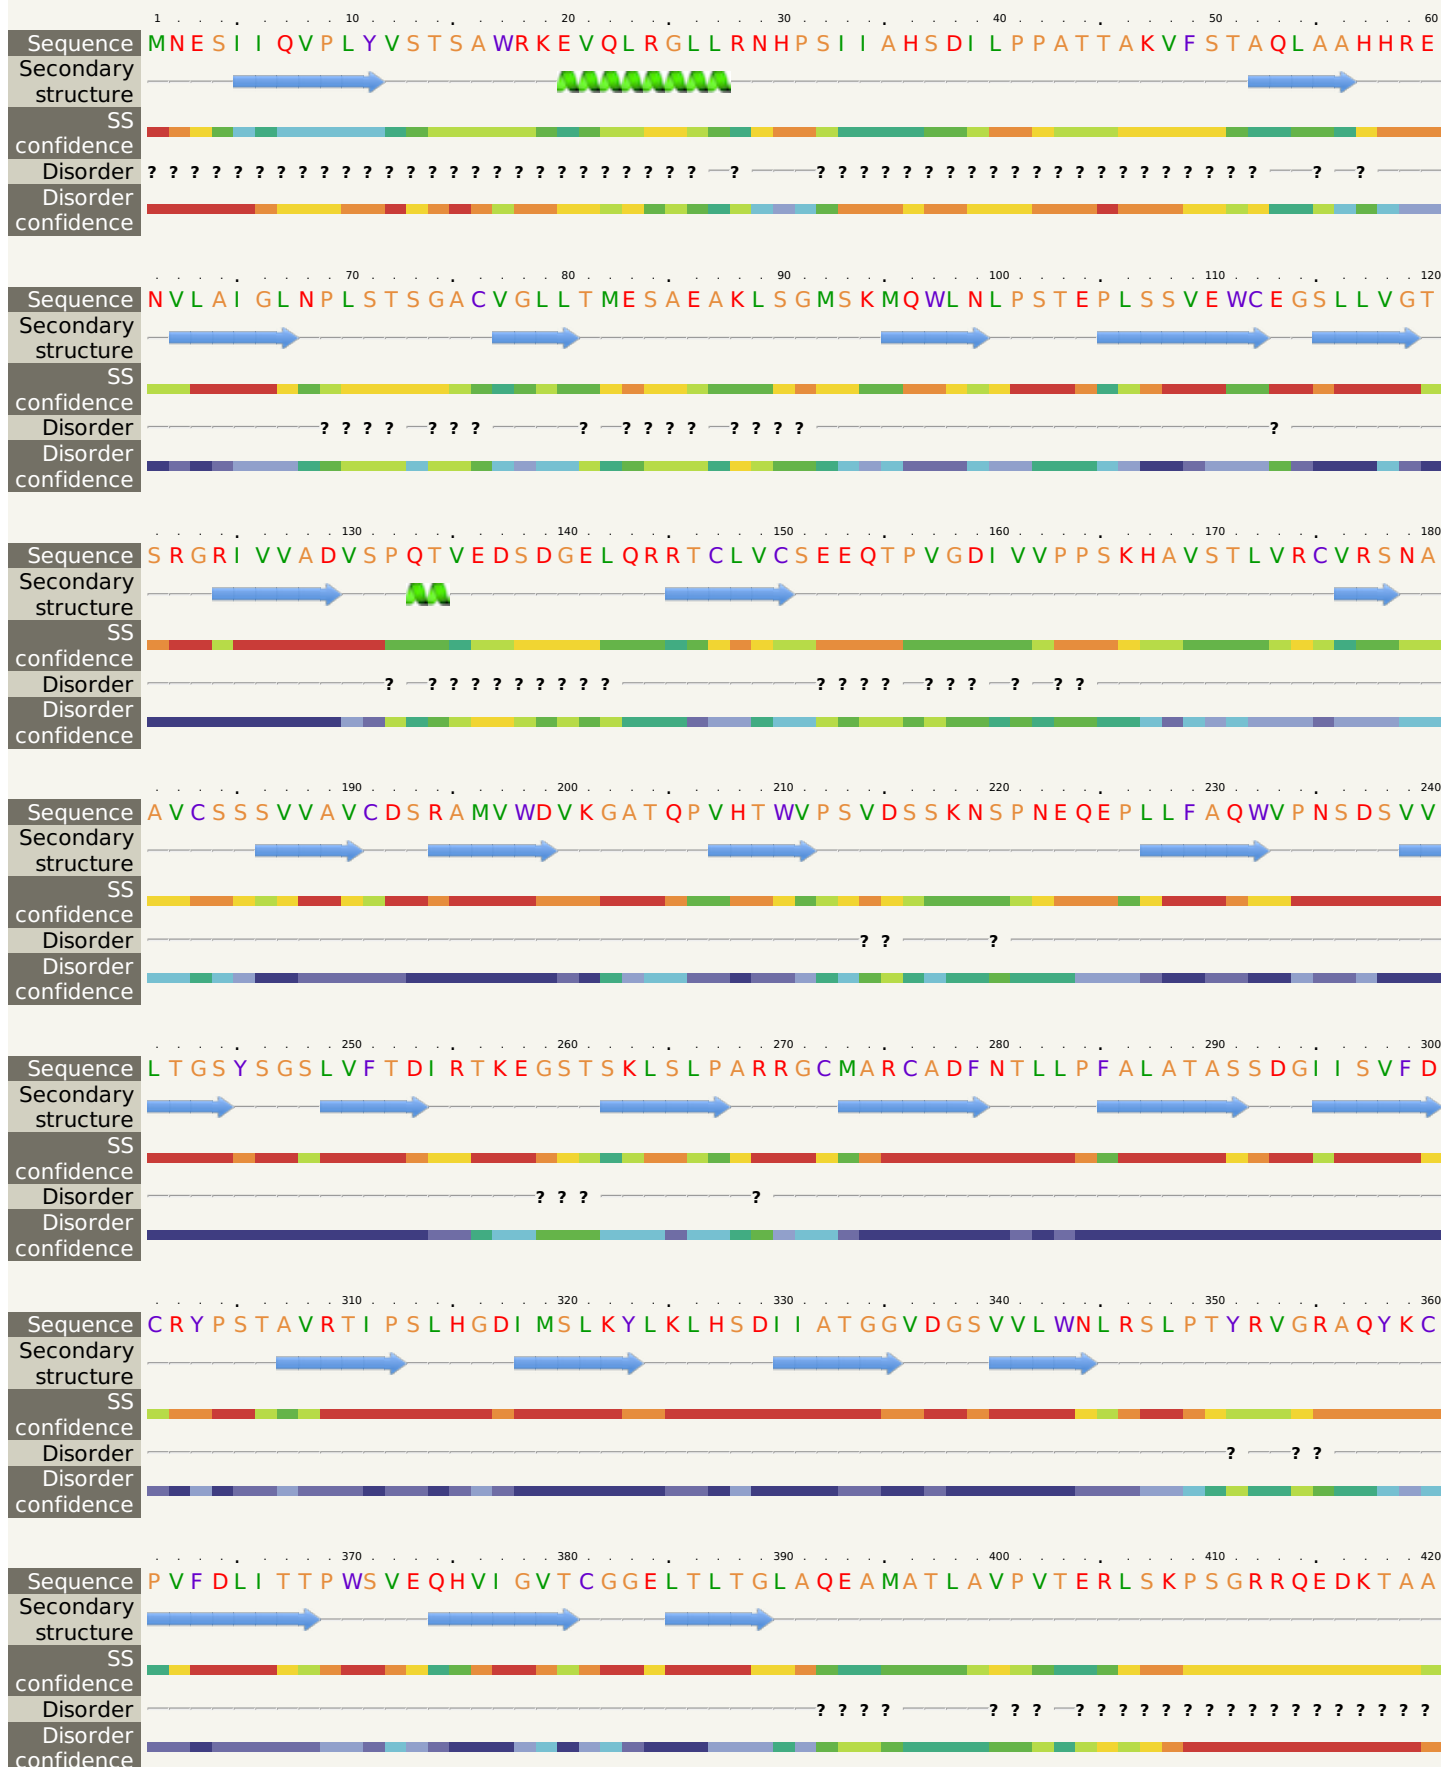 1 10 20 30 40 50 60
Sequence MNESIIQVPLYVSTSAWRKEVQLRGLLRNHPSIIAHSDILPPATTAKVFSTAQLAAHHRE
Secondary
structure
SS
confidence
Disorder ? ? ? ? ? ? ? ? ? ? ? ? ? ? ? ? ? ? ? ? ? ? ? ? ? ? ? ? ? ? ? ? ? ? ? ? ? ? ? ? ? ? ? ? ? ? ? ? ? ?
Disorder
confidence
70 80 90 100 110 120
Sequence NVLAIGLNPLSTSGACVGLLTMESAEAKLSGMSKMQWLNLPSTEPLSSVEWCEGSLLVGT
Secondary
structure
SS
confidence
Disorder ? ? ? ? ? ? ? ? ? ? ? ? ? ? ? ? ?
Disorder
confidence
130 140 150 160 170 180
Sequence SRGRIVVADVSPQTVEDSDGELQRRTCLVCSEEQTPVGDIVVPPSKHAVSTLVRCVRSNA
Secondary
structure
SS
confidence
Disorder ? ? ? ? ? ? ? ? ? ? ? ? ? ? ? ? ? ? ? ?
Disorder
confidence
190 200 210 220 230 240
Sequence AVCSSSVVAVCDSRAMVWDVKGATQPVHTWVPSVDSSKNSPNEQEPLLFAQWVPNSDSVV
Secondary
structure
SS
confidence
Disorder ? ? ?
Disorder
confidence
250 260 270 280 290 300
Sequence LTGSYSGSLVFTDIRTKEGSTSKLSLPARRGCMARCADFNTLLPFALATASSDGIISVFD
Secondary
structure
SS
confidence
Disorder ? ? ? ?
Disorder
confidence
310 320 330 340 350 360
Sequence CRYPSTAVRTIPSLHGDIMSLKYLKLHSDIIATGGVDGSVVLWNLRSLPTYRVGRAQYKC
Secondary
structure
SS
confidence
Disorder ? ? ?
Disorder
confidence
370 380 390 400 410 420
Sequence PVFDLITTPWSVEQHVIGVTCGGELTLTGLAQEAMATLAVPVTERLSKPSGRRQEDKTAA
Secondary
structure
SS
confidence
Disorder ? ? ? ? ? ? ? ? ? ? ? ? ? ? ? ? ? ? ? ? ? ? ? ?
Disorder
confidence